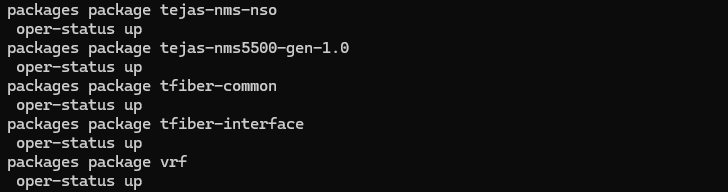 packages package tejas-nms-nso
 oper-status up
packages package tejas-nms5500-gen-1.0
 oper-status up
packages package tfiber-common
 oper-status up
packages package tfiber-interface
 oper-status up
packages package vrf
 oper-status up